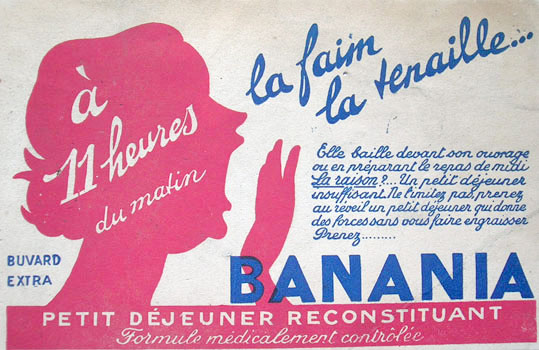 à
11 heures
du matin
la faim
la tenaille...
Elle baille devant son ouvrage
ou en préparant le repas de midi
La raison ?... Un petit déjeuner
insuffisant. Ne limitez pas, prenez
au réveil un petit déjeuner qui donne
des forces sans vous faire engraisser
Prenez.........
BUVARD
EXTRA
BANANIA
PETIT DÉJEUNER RECONSTITUANT
Formule médicalement contrôlée